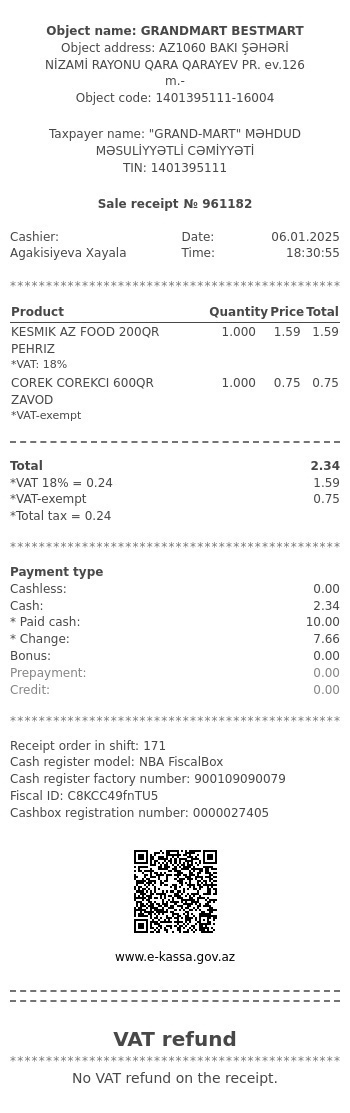 Object name: GRANDMART BESTMART
Object address: AZ1060 BAKI ŞƏHƏRİ
NİZAMİ RAYONU QARA QARAYEV PR. ev.126
m.-
Object code: 1401395111-16004
Taxpayer name: "GRAND-MART" MƏHDUD
MƏSULİYYƏTLİ CƏMİYYƏTİ
TIN: 1401395111
Sale receipt № 961182
Cashier: Date: 06.01.2025
Agakisiyeva Xayala Time: 18:30:55
**********************************************
Product Quantity Price Total
KESMIK AZ FOOD 200QR 1.000 1.59 1.59
PEHRIZ
*VAT: 18%
COREK COREKCI 600QR 1.000 0.75 0.75
ZAVOD
*VAT-exempt
Total 2.34
*VAT 18% = 0.24 1.59
*VAT-exempt 0.75
*Total tax = 0.24
**********************************************
Payment type
Cashless: 0.00
Cash: 2.34
* Paid cash: 10.00
* Change: 7.66
Bonus: 0.00
Prepayment: 0.00
Credit: 0.00
**********************************************
Receipt order in shift: 171
Cash register model: NBA FiscalBox
Cash register factory number: 900109090079
Fiscal ID: C8KCC49fnTU5
Cashbox registration number: 0000027405
www.e-kassa.gov.az
VAT refund
**********************************************
No VAT refund on the receipt.